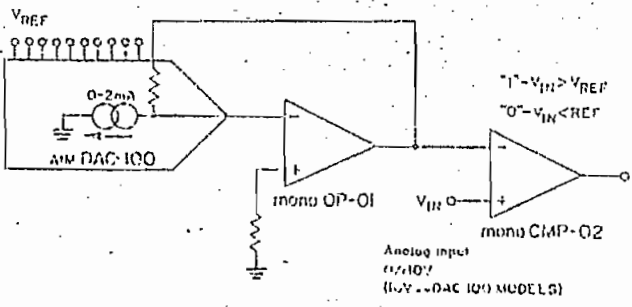 VREF
"1"-VIN>VREF
"0"-VIN<REF
0-2mA
−
−
AIM DAC-100
+
mono OP-01
VIN
+
mono CMP-02
Analog input
DAC 100 MODELS)